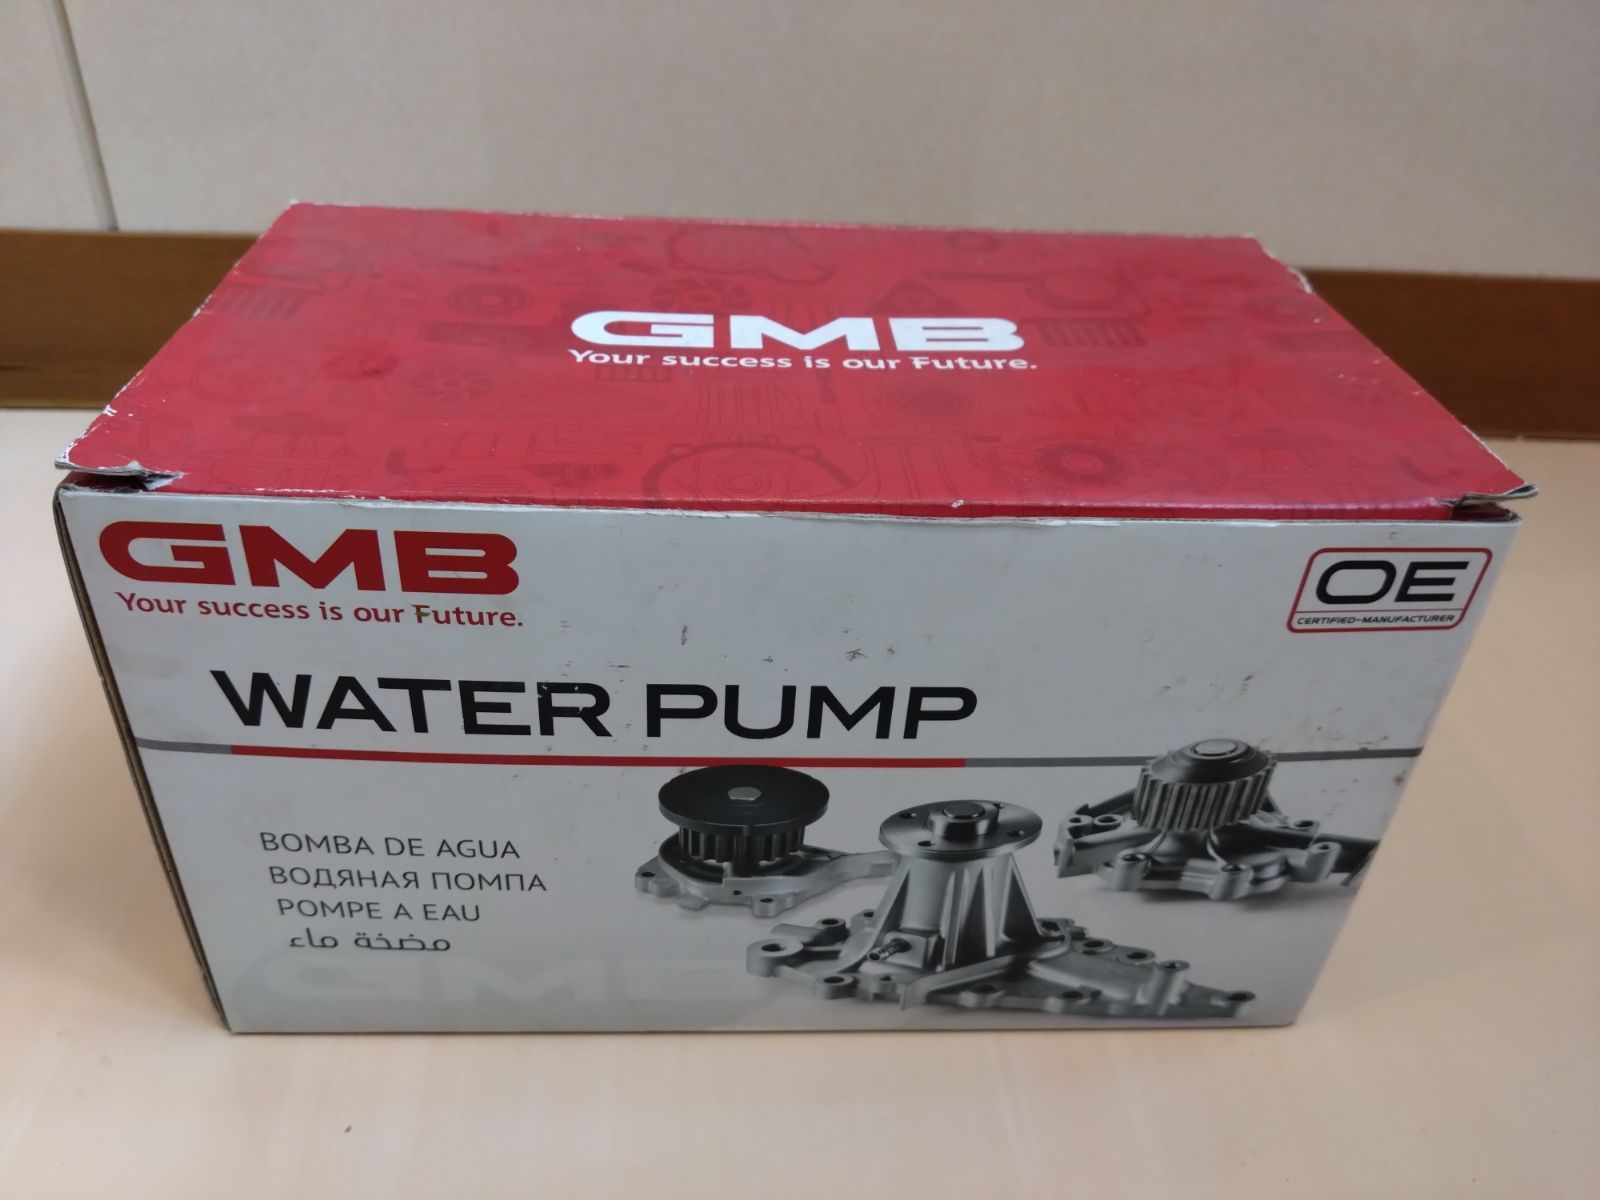 GMB
Your success is our Future.
GMB
Your success is our Future.
OE
CERTIFIED-MANUFACTURER
WATER PUMP
BOMBA DE AGUA
ВОДЯНАЯ ПОМПА
POMPE A EAU
مضخة ماء
GMB